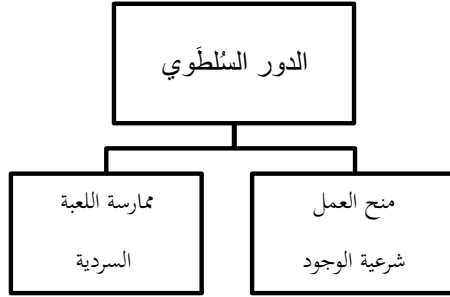 الدور السُلطَوي
منح العمل
شرعية الوجود
ممارسة اللعبة
السردية